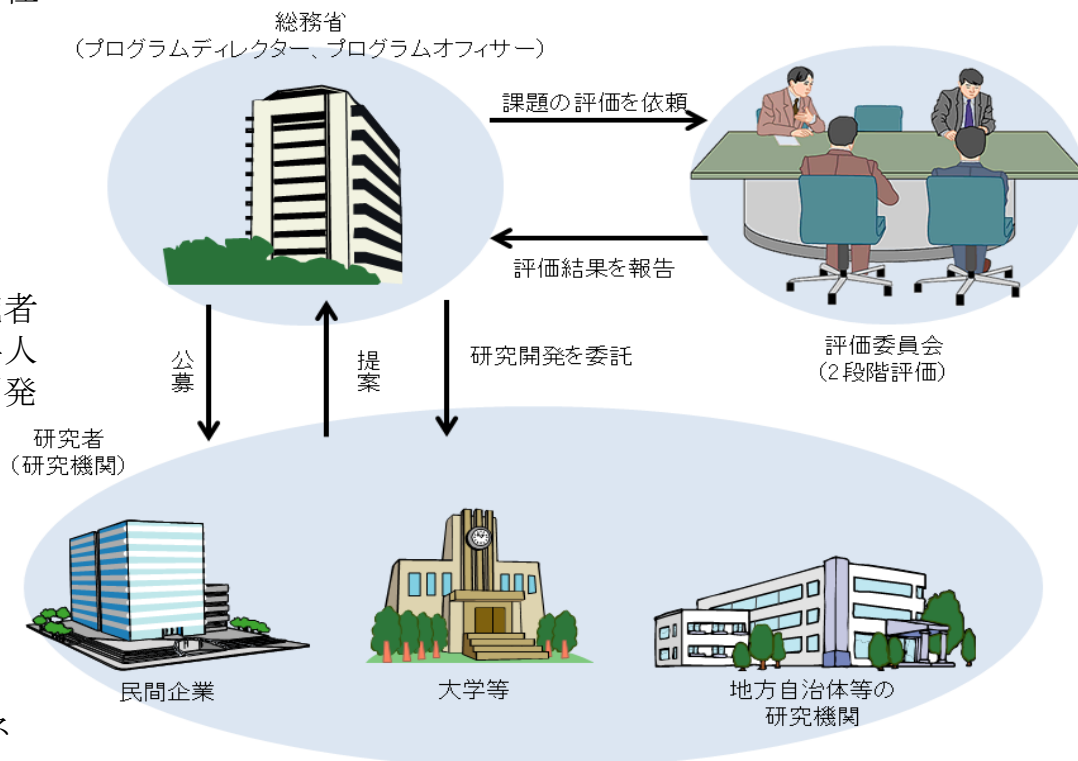 総務省
（プログラムディレクター、プログラムオフィサー）
課題の評価を依頼
評価結果を報告
評価委員会
（2段階評価）
者
人
発
公募
提案
研究開発を委託
研究者
（研究機関）
民間企業
大学等
地方自治体等の
研究機関